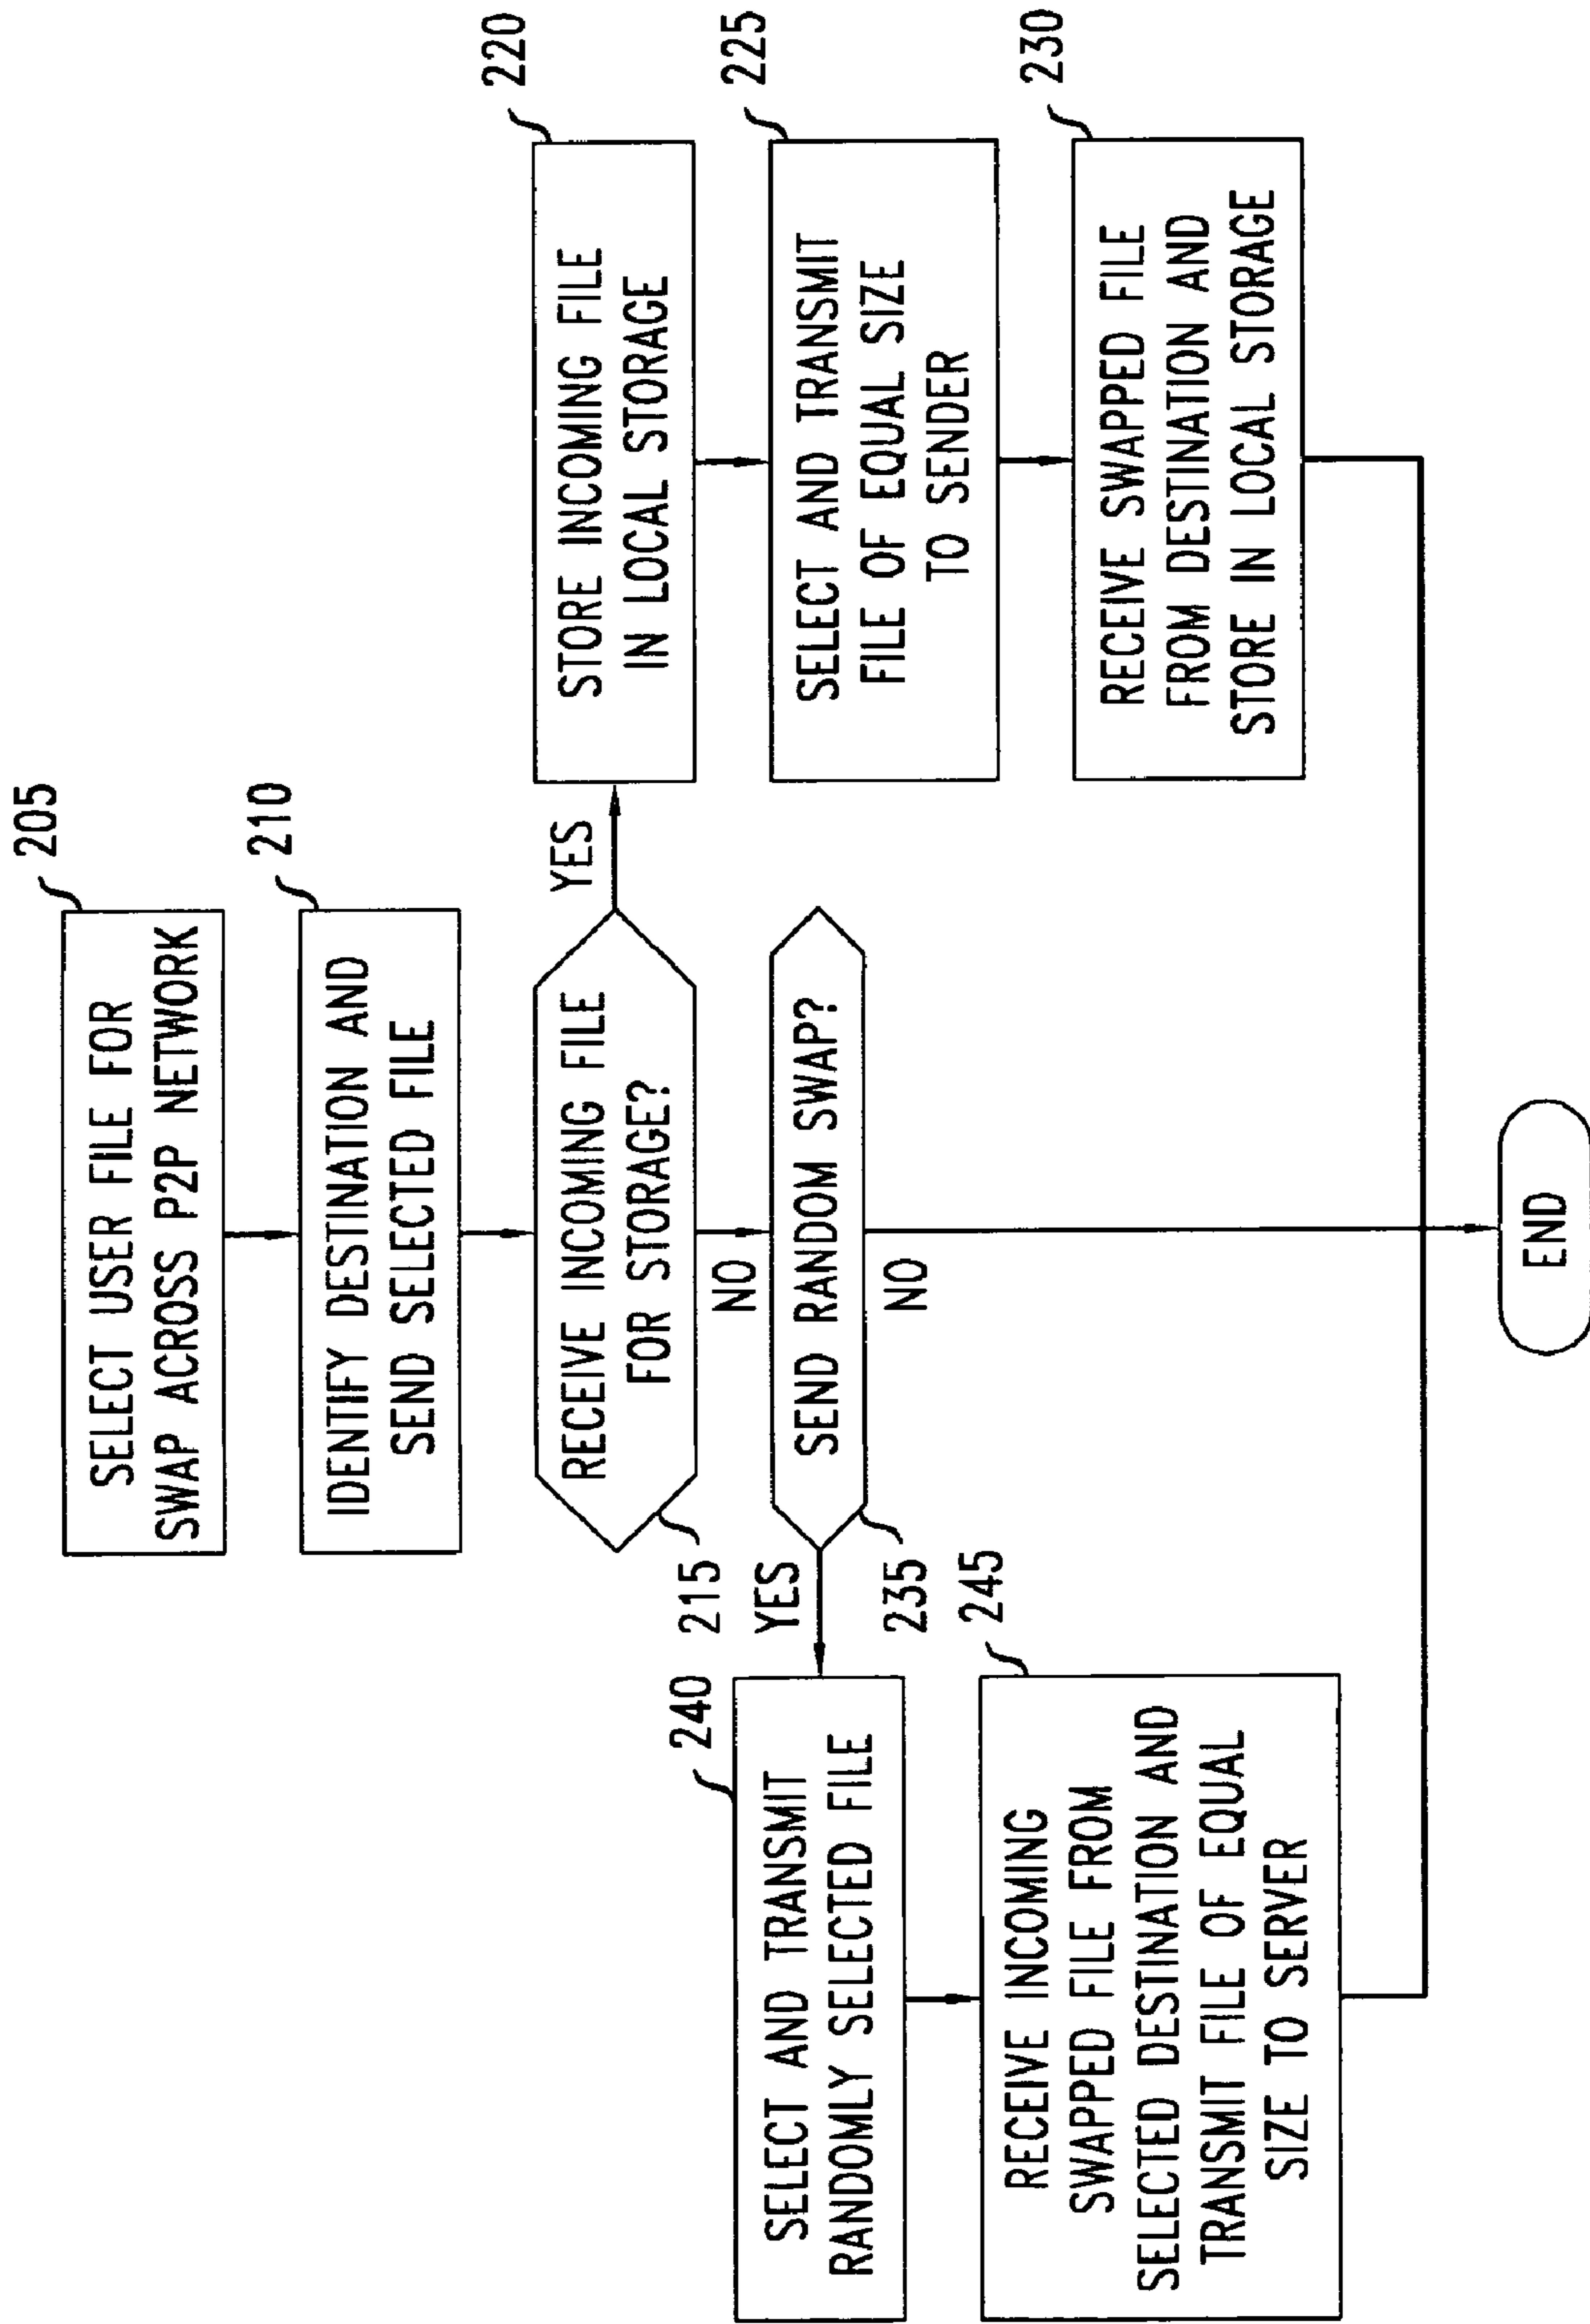 205
SELECT USER FILE FOR
SWAP ACROSS P2P NETWORK
210
IDENTIFY DESTINATION AND
SEND SELECTED FILE
215
RECEIVE INCOMING FILE
FOR STORAGE?
YES
NO
220
STORE INCOMING FILE
IN LOCAL STORAGE
225
SELECT AND TRANSMIT
FILE OF EQUAL SIZE
TO SENDER
230
RECEIVE SWAPPED FILE
FROM DESTINATION AND
STORE IN LOCAL STORAGE
235
SEND RANDOM SWAP?
YES
NO
240
SELECT AND TRANSMIT
RANDOMLY SELECTED FILE
245
RECEIVE INCOMING
SWAPPED FILE FROM
SELECTED DESTINATION AND
TRANSMIT FILE OF EQUAL
SIZE TO SERVER
END